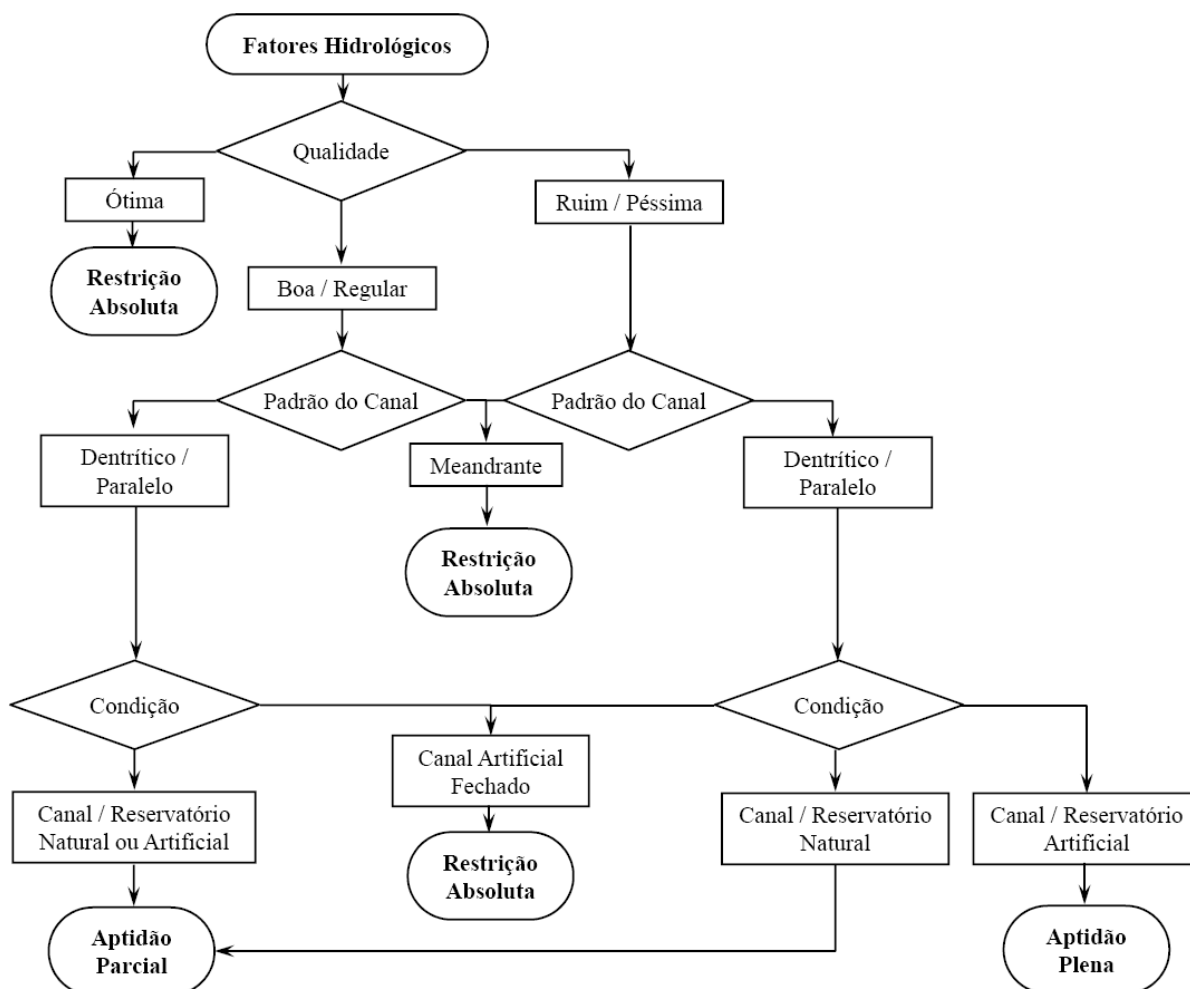 Fatores Hidrológicos
Qualidade
Ótima
Ruim / Péssima
Restrição
Absoluta
Boa / Regular
Padrão do Canal
Padrão do Canal
Dentrítico /
Paralelo
Meandrante
Dentrítico /
Paralelo
Restrição
Absoluta
Condição
Condição
Canal Artificial
Fechado
Canal / Reservatório
Natural ou Artificial
Canal / Reservatório
Natural
Canal / Reservatório
Artificial
Restrição
Absoluta
Aptidão
Parcial
Aptidão
Plena